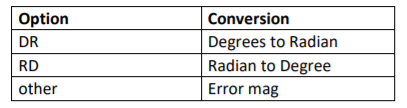 Option Conversion
DR Degrees to Radian
RD Radian to Degree
other Error mag